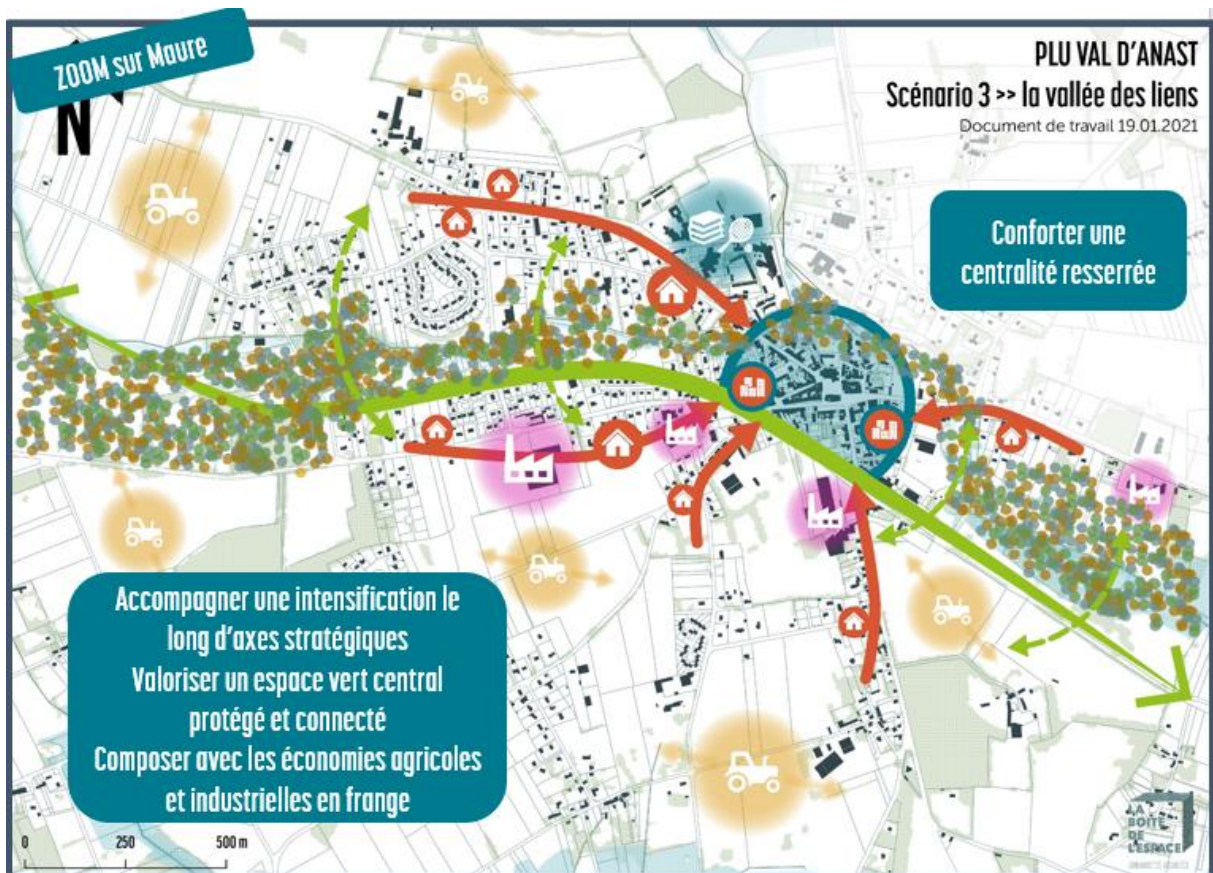 ZOOM sur Maure
N
PLU VAL D'ANAST
Scénario 3 >> la vallée des liens
Document de travail 19.01.2021
Conforter une
centralité resserrée
Accompagner une intensification le
long d'axes stratégiques
Valoriser un espace vert central
protégé et connecté
Composer avec les économies agricoles
et industrielles en frange
0 250 500 m
LA
BOITE
DE
L'ESPACE